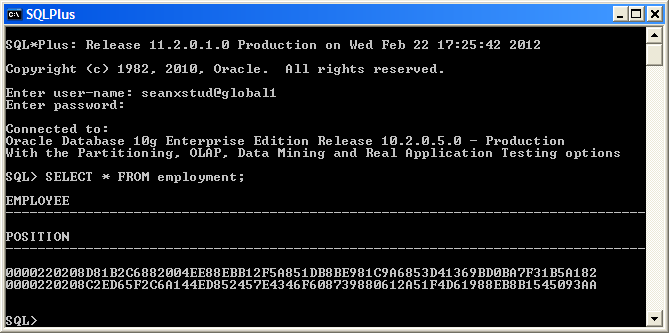 SQLPlus
SQL*Plus: Release 11.2.0.1.0 Production on Wed Feb 22 17:25:42 2012
Copyright (c) 1982, 2010, Oracle.  All rights reserved.
Enter user-name: seanxstud@global1
Enter password:
Connected to:
Oracle Database 10g Enterprise Edition Release 10.2.0.5.0 - Production
With the Partitioning, OLAP, Data Mining and Real Application Testing options
SQL> SELECT * FROM employment;
EMPLOYEE
--------------------------------------------------------------------------------
POSITION
--------------------------------------------------------------------------------
0000220208D81B2C6882004EE88EBB12F5A851DB8BE981C9A6853D41369BD0BA7F31B5A182
0000220208C2ED65F2C6A144ED852457E4346F608739880612A51F4D61988EB8B1545093AA
SQL>